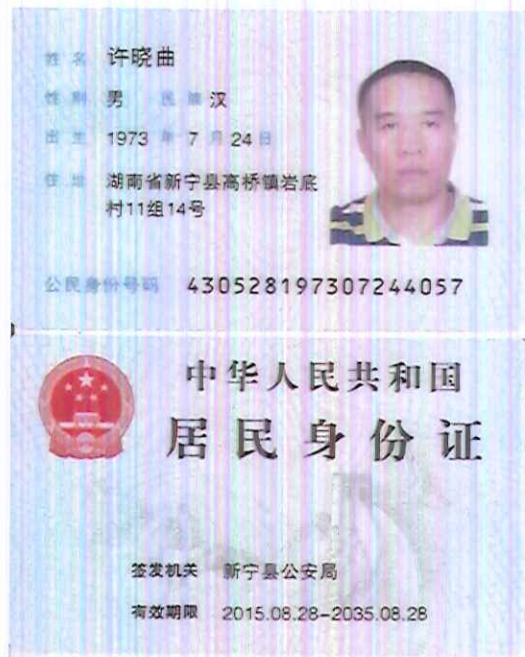 姓名 许晓曲
性别 男 民族 汉
出生 1973 年 7 月 24 日
住址 湖南省新宁县高桥镇岩底
村11组14号
公民身份号码 430528197307244057
中华人民共和国
居民身份证
签发机关 新宁县公安局
有效期限 2015.08.28-2035.08.28